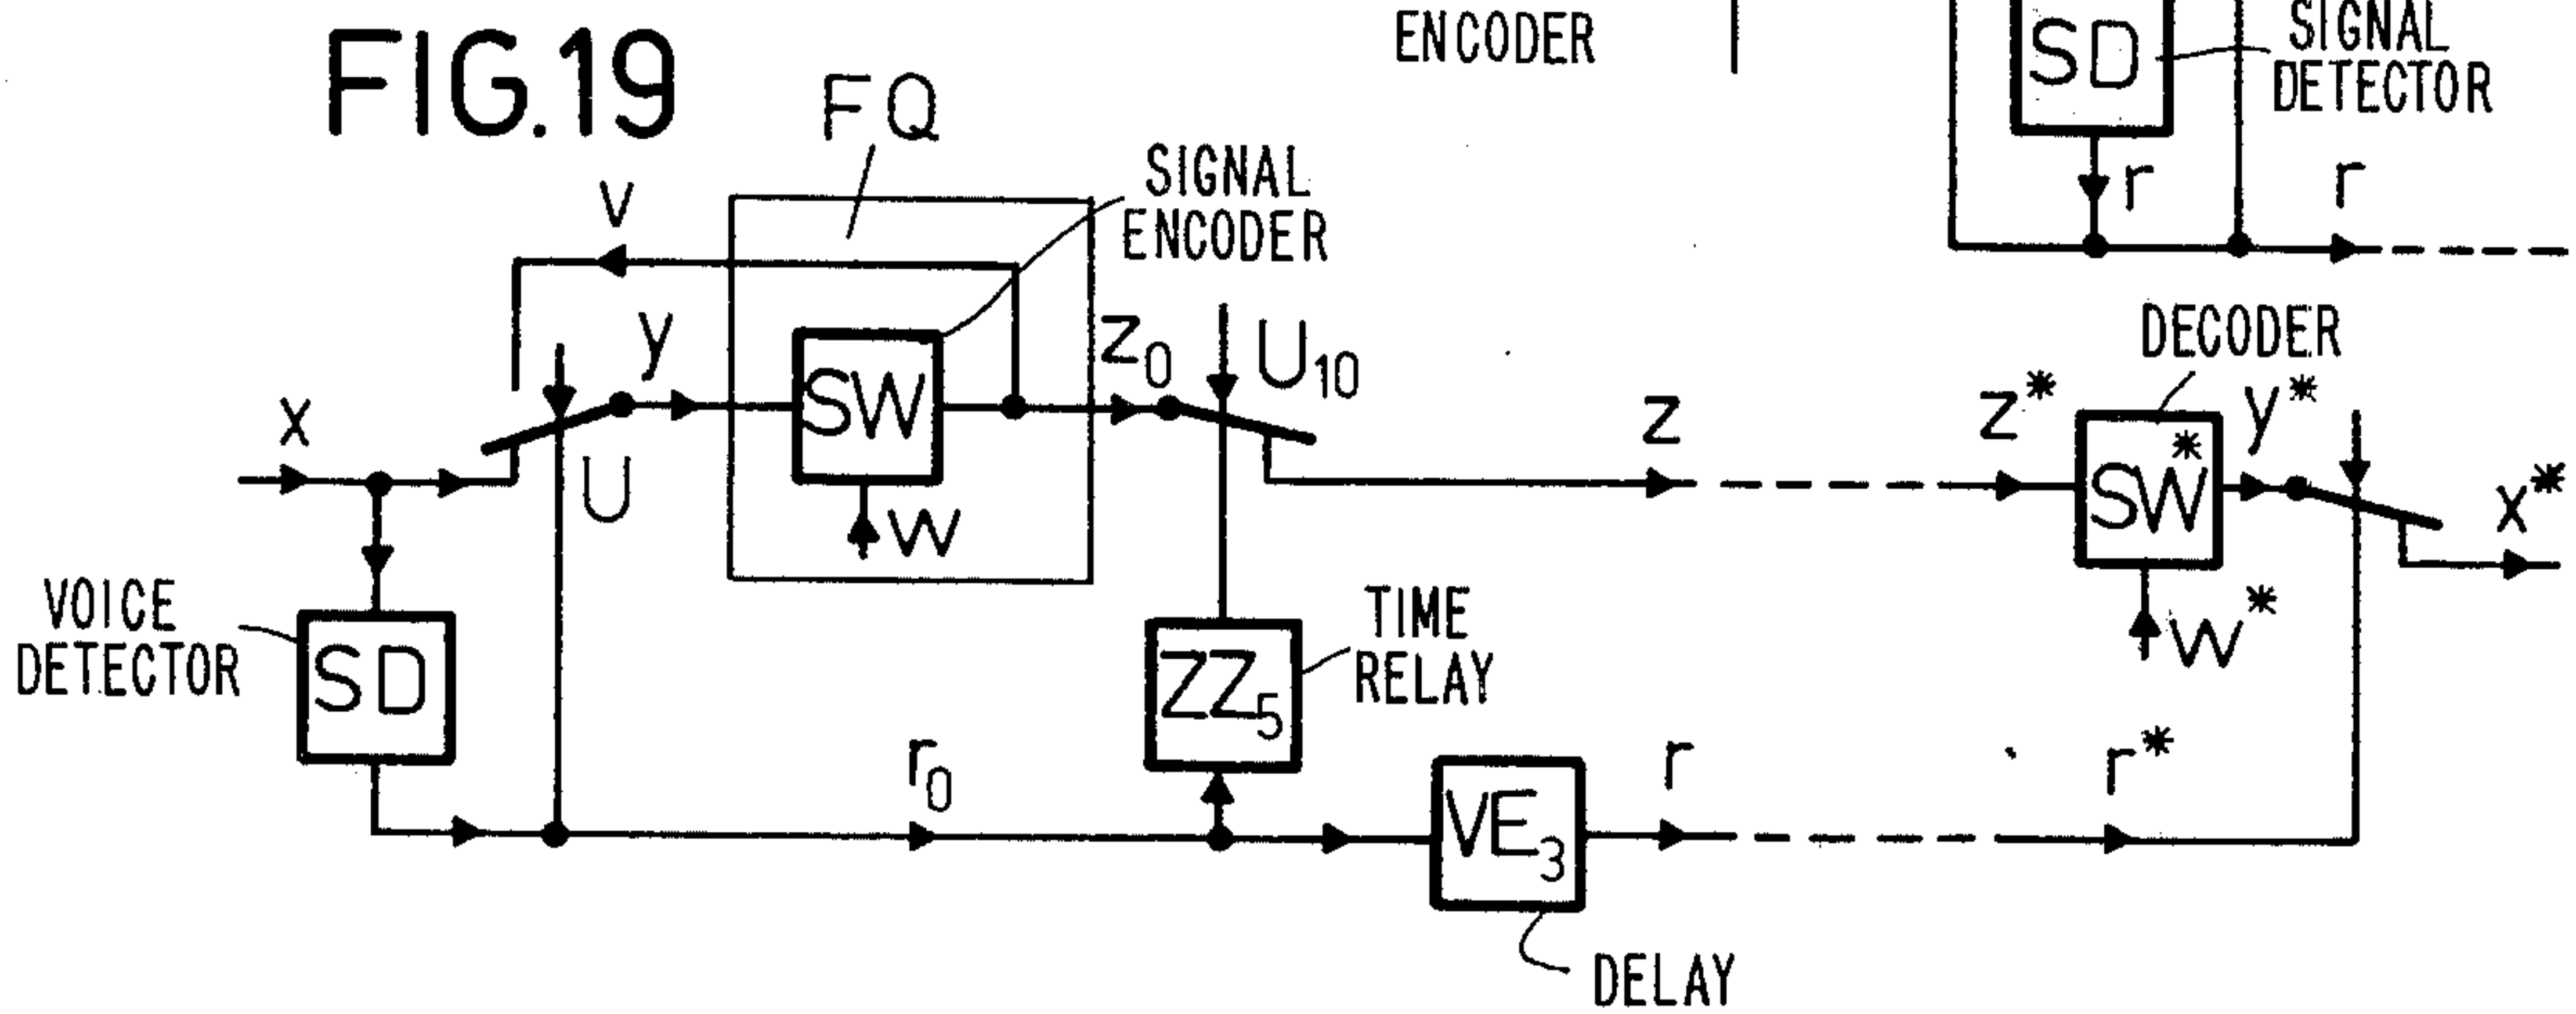 FIG.19
ENCODER
SD
SIGNAL
DETECTOR
r
r
FQ
SIGNAL
ENCODER
v
y
x
U
SW
w
z0
U10
z
z*
DECODER
SW*
y*
x*
w*
VOICE
DETECTOR
SD
TIME
RELAY
ZZ5
r0
VE3
r
r*
DELAY